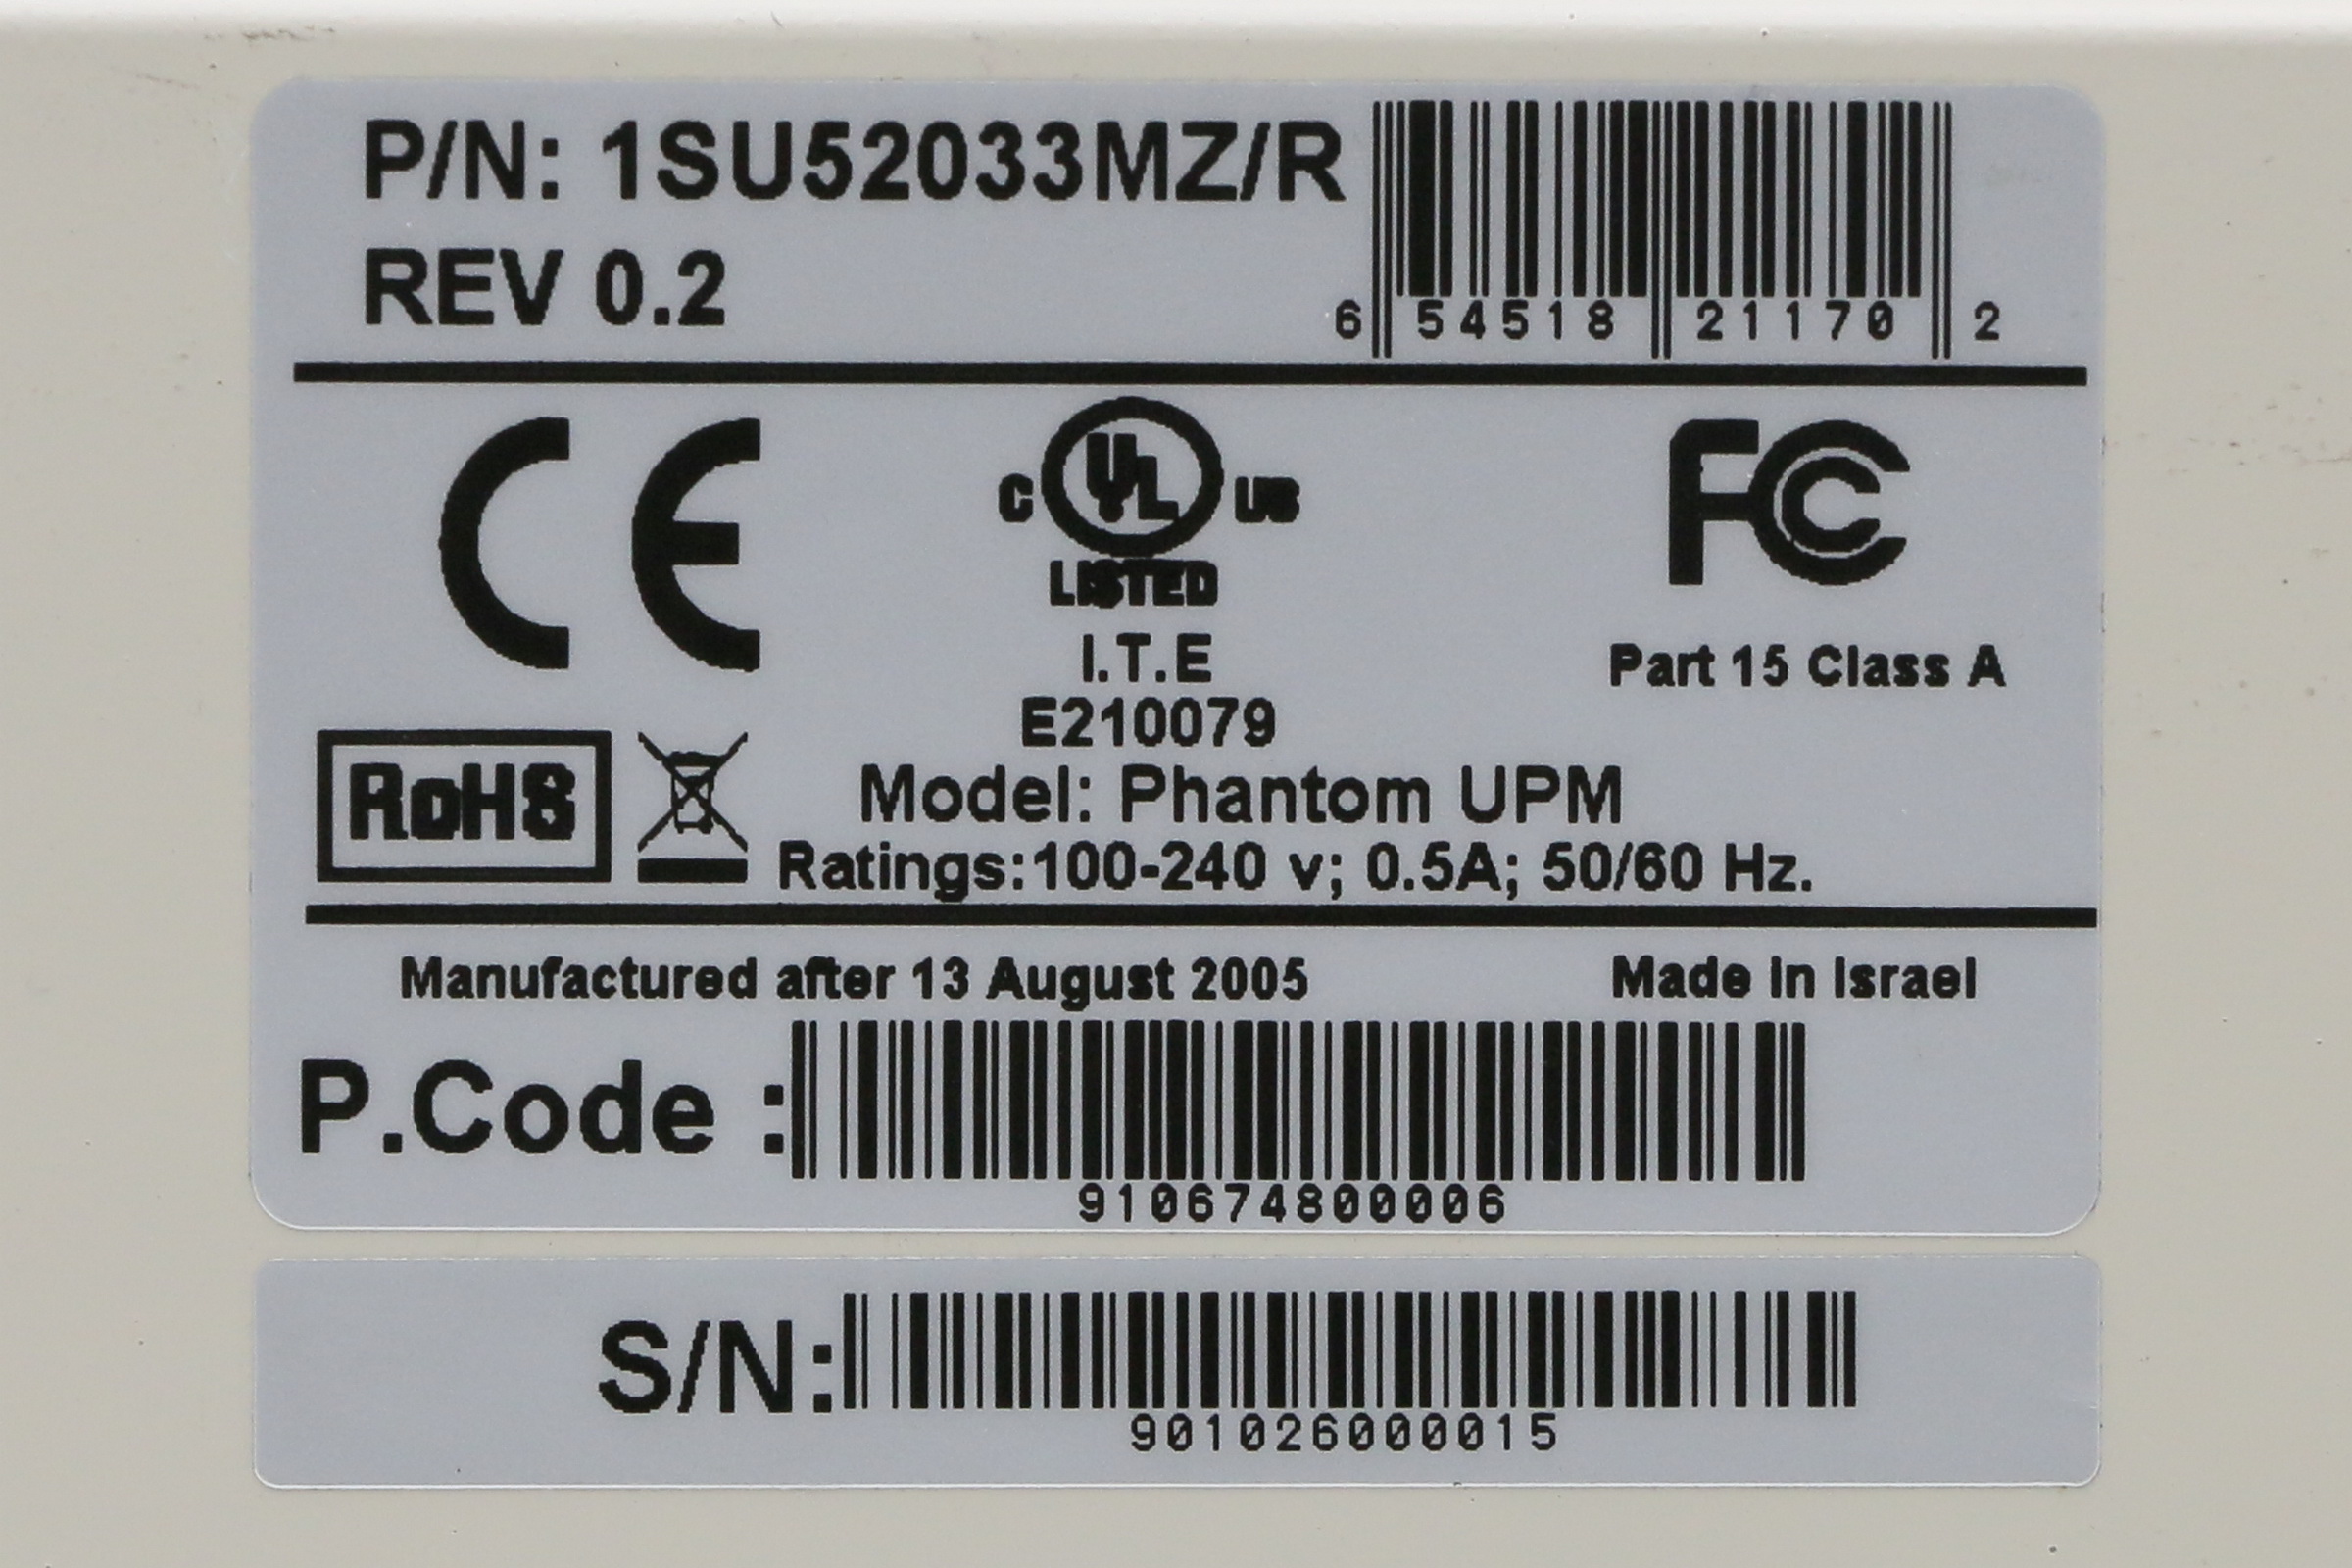 P/N: 1SU52033MZ/R
REV 0.2
6 54518 21170 2
CE
C UL US
LISTED
I.T.E
E210079
FC
Part 15 Class A
RoHS
Model: Phantom UPM
Ratings:100-240 v; 0.5A; 50/60 Hz.
Manufactured after 13 August 2005
Made In Israel
P.Code :
910674800006
S/N:
901026000015